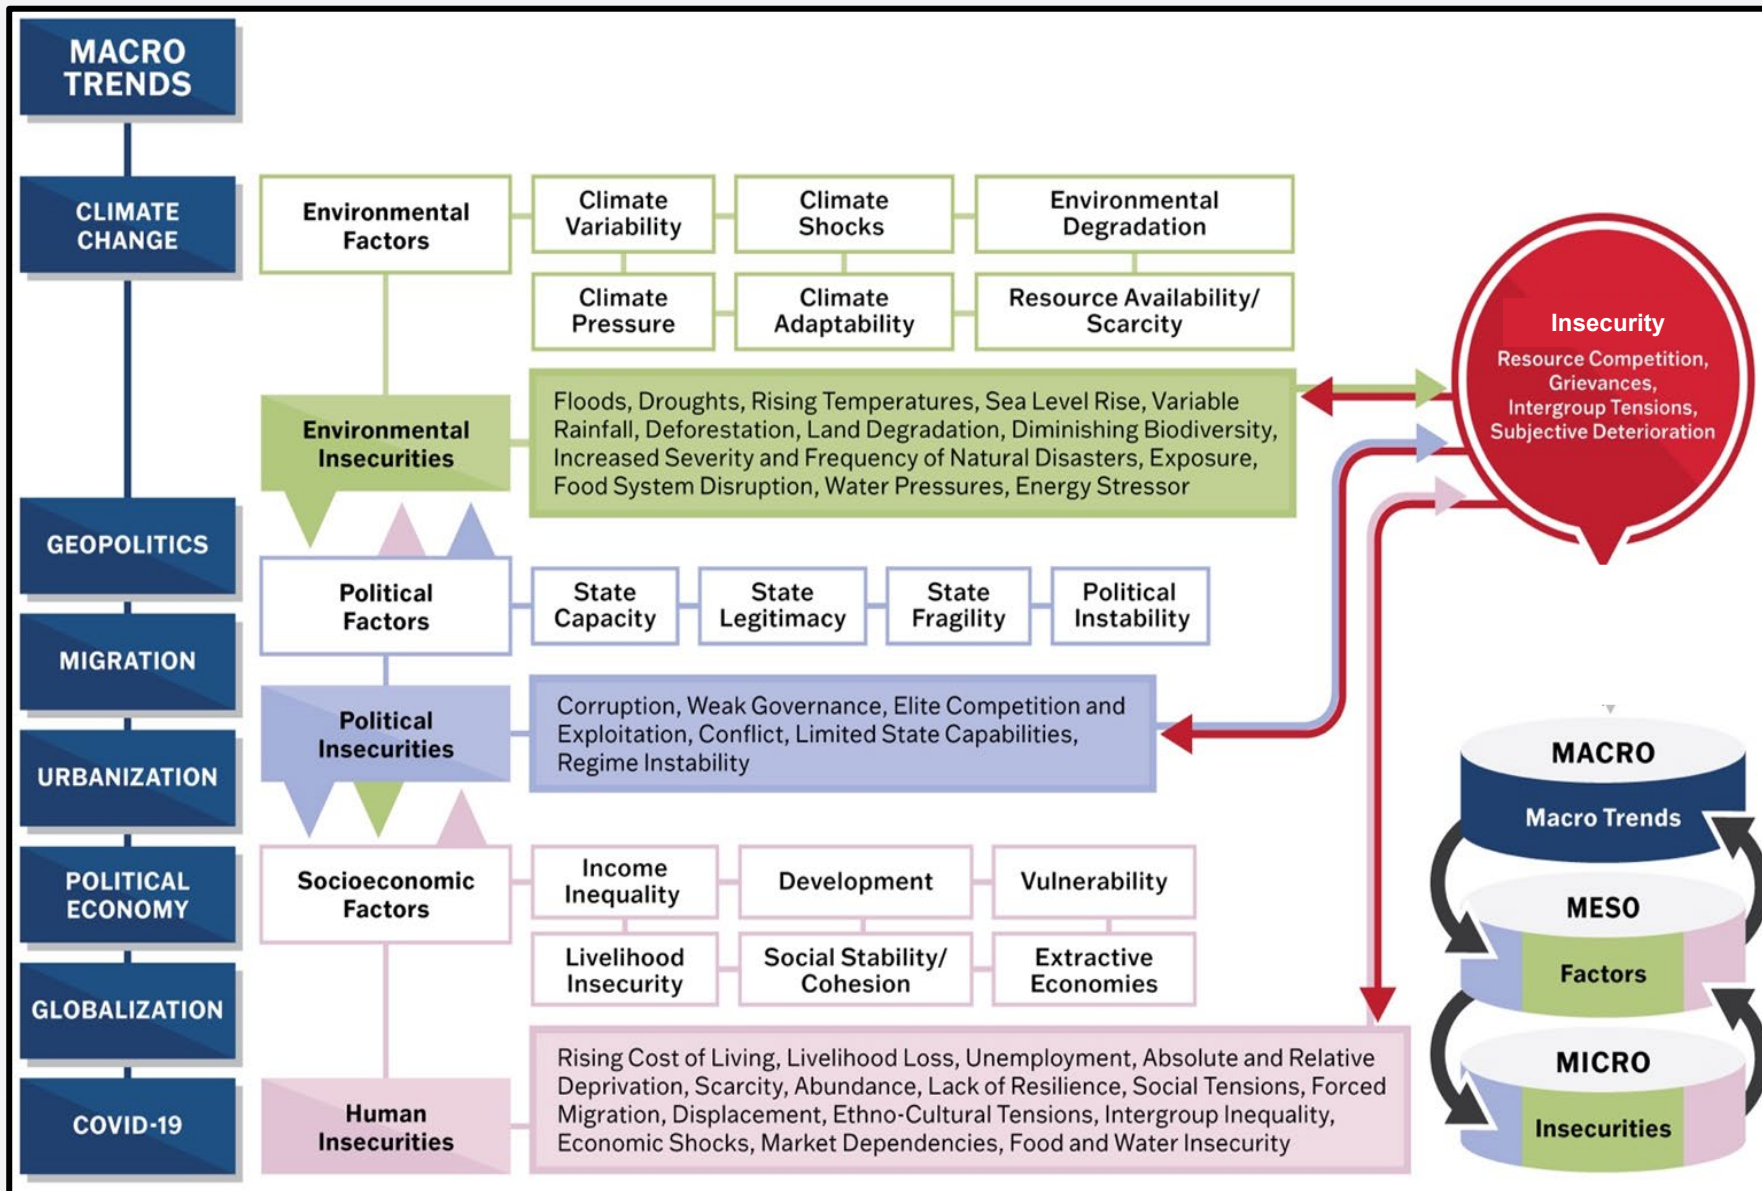 MACRO
TRENDS
CLIMATE
CHANGE
GEOPOLITICS
MIGRATION
URBANIZATION
POLITICAL
ECONOMY
GLOBALIZATION
COVID-19
Environmental
Factors
Climate
Variability
Climate
Shocks
Environmental
Degradation
Climate
Pressure
Climate
Adaptability
Resource Availability/
Scarcity
Environmental
Insecurities
Floods, Droughts, Rising Temperatures, Sea Level Rise, Variable
Rainfall, Deforestation, Land Degradation, Diminishing Biodiversity,
Increased Severity and Frequency of Natural Disasters, Exposure,
Food System Disruption, Water Pressures, Energy Stressor
Political
Factors
State
Capacity
State
Legitimacy
State
Fragility
Political
Instability
Political
Insecurities
Corruption, Weak Governance, Elite Competition and
Exploitation, Conflict, Limited State Capabilities,
Regime Instability
Socioeconomic
Factors
Income
Inequality
Development
Vulnerability
Livelihood
Insecurity
Social Stability/
Cohesion
Extractive
Economies
Human
Insecurities
Rising Cost of Living, Livelihood Loss, Unemployment, Absolute and Relative
Deprivation, Scarcity, Abundance, Lack of Resilience, Social Tensions, Forced
Migration, Displacement, Ethno-Cultural Tensions, Intergroup Inequality,
Economic Shocks, Market Dependencies, Food and Water Insecurity
Insecurity
Resource Competition,
Grievances,
Intergroup Tensions,
Subjective Deterioration
MACRO
Macro Trends
MESO
Factors
MICRO
Insecurities